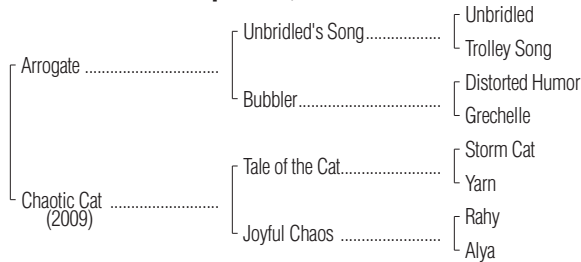 Unbridled
Unbridled's Song..................
Trolley Song
Arrogate ................................
Distorted Humor
Bubbler...................................
Grechelle
Storm Cat
Tale of the Cat........................
Yarn
Chaotic Cat ..........................
(2009)
Rahy
Joyful Chaos ........................
Alya